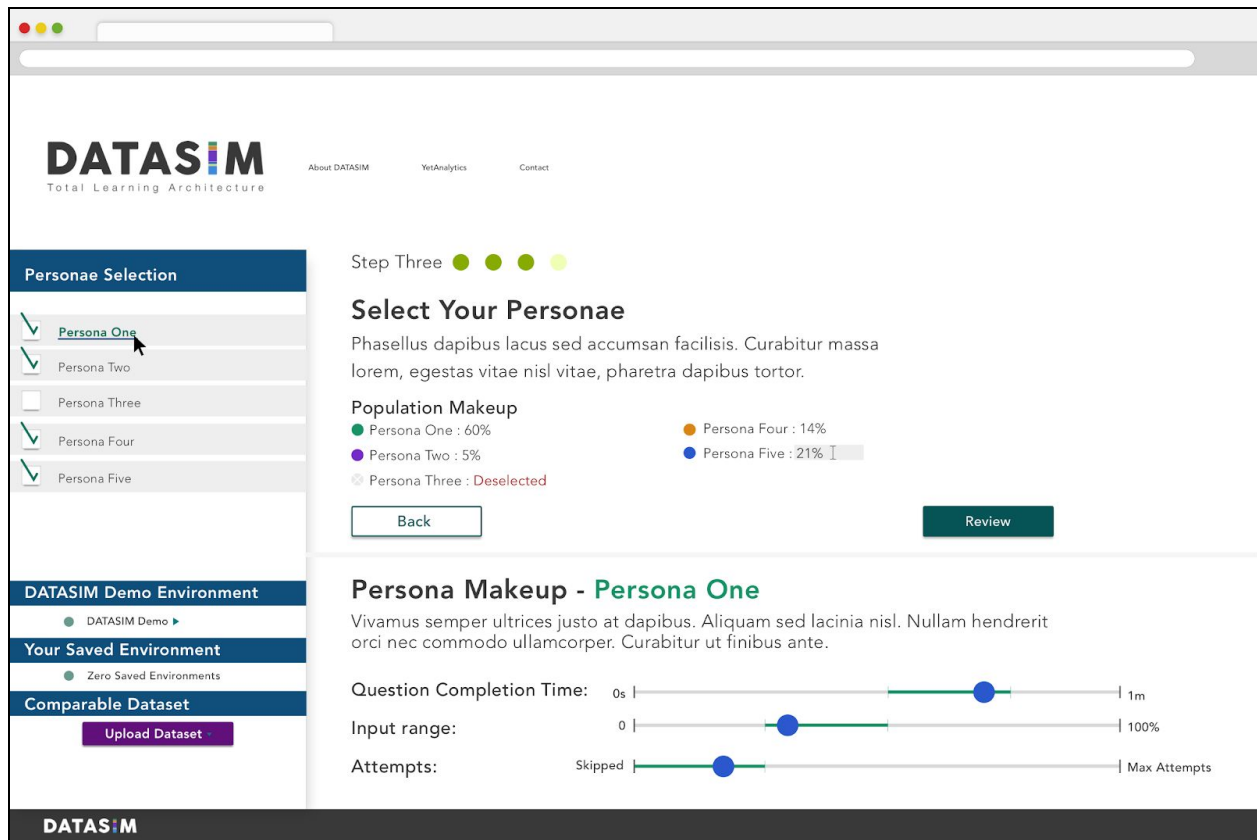 DATASIM
Total Learning Architecture
About DATASIM
YetAnalytics
Contact
Personae Selection
Persona One
Persona Two
Persona Three
Persona Four
Persona Five
DATASIM Demo Environment
DATASIM Demo
Your Saved Environment
Zero Saved Environments
Comparable Dataset
Upload Dataset
Step Three
Select Your Personae
Phasellus dapibus lacus sed accumsan facilisis. Curabitur massa
lorem, egestas vitae nisl vitae, pharetra dapibus tortor.
Population Makeup
Persona One : 60%
Persona Two : 5%
Persona Three : Deselected
Persona Four : 14%
Persona Five : 21%
Back
Review
Persona Makeup - Persona One
Vivamus semper ultrices justo at dapibus. Aliquam sed lacinia nisl. Nullam hendrerit
orci nec commodo ullamcorper. Curabitur ut finibus ante.
Question Completion Time: 0s 1m
Input range: 0 100%
Attempts: Skipped Max Attempts
DATASIM